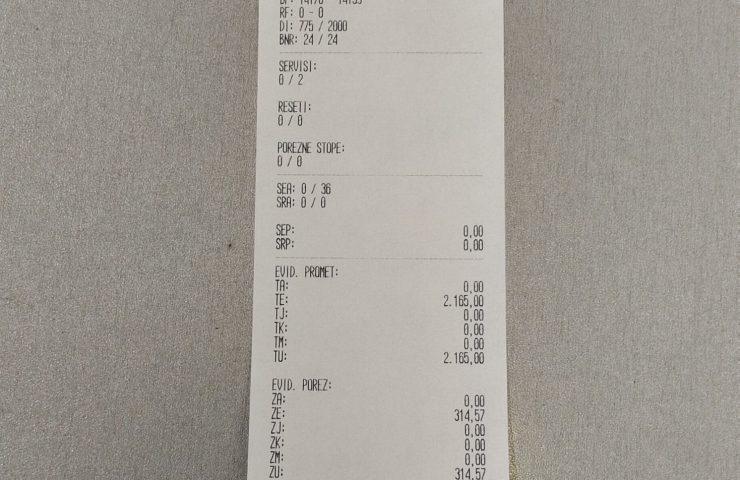 RF: 0 - 0
DI: 775 / 2000
BNR: 24 / 24
SERVISI:
0 / 2
RESETI:
0 / 0
POREZNE STOPE:
0 / 0
SEA: 0 / 36
SRA: 0 / 0
SEP: 0,00
SRP: 0,00
EVID. PROMET:
TA: 0,00
TE: 2.165,00
TJ: 0,00
TK: 0,00
TM: 0,00
TU: 2.165,00
EVID. POREZ:
ZA: 0,00
ZE: 314,57
ZJ: 0,00
ZK: 0,00
ZM: 0,00
ZU: 314,57